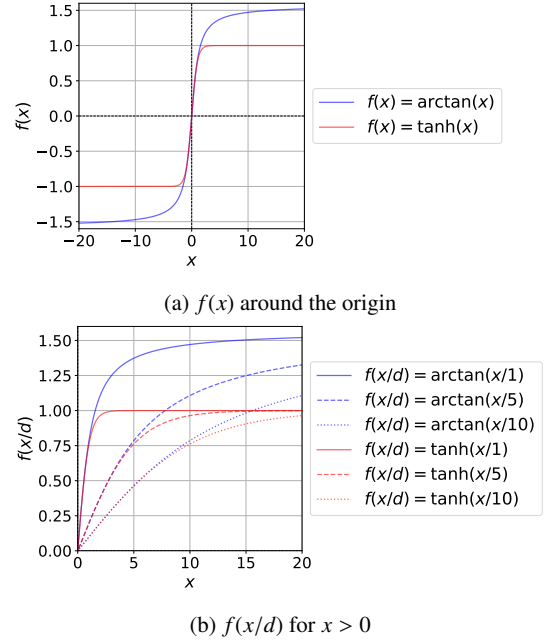 1.5
1.0
0.5
0.0
−0.5
−1.0
−1.5
f(x)
−20 −10 0 10 20
x
f(x) = arctan(x)
f(x) = tanh(x)
(a) f(x) around the origin
1.50
1.25
1.00
0.75
0.50
0.25
0.00
f(x/d)
0 5 10 15 20
x
f(x/d) = arctan(x/1)
f(x/d) = arctan(x/5)
f(x/d) = arctan(x/10)
f(x/d) = tanh(x/1)
f(x/d) = tanh(x/5)
f(x/d) = tanh(x/10)
(b) f(x/d) for x > 0